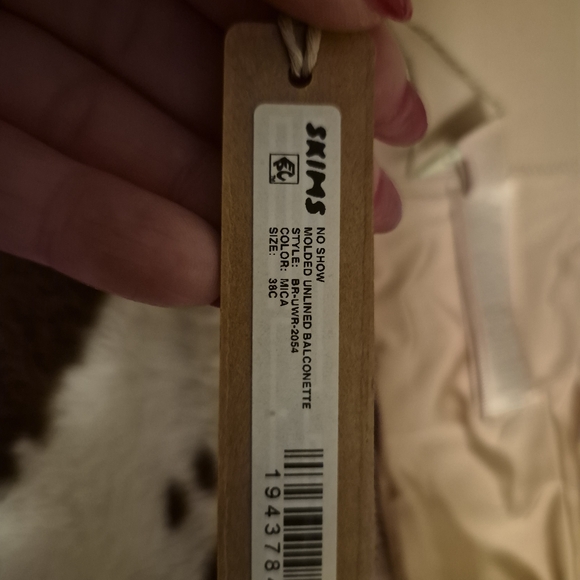 SKIMS
NO SHOW
MOLDED UNLINED BALCONETTE
STYLE: BR-UWR-2054
COLOR: MICA
SIZE: 38C
194378